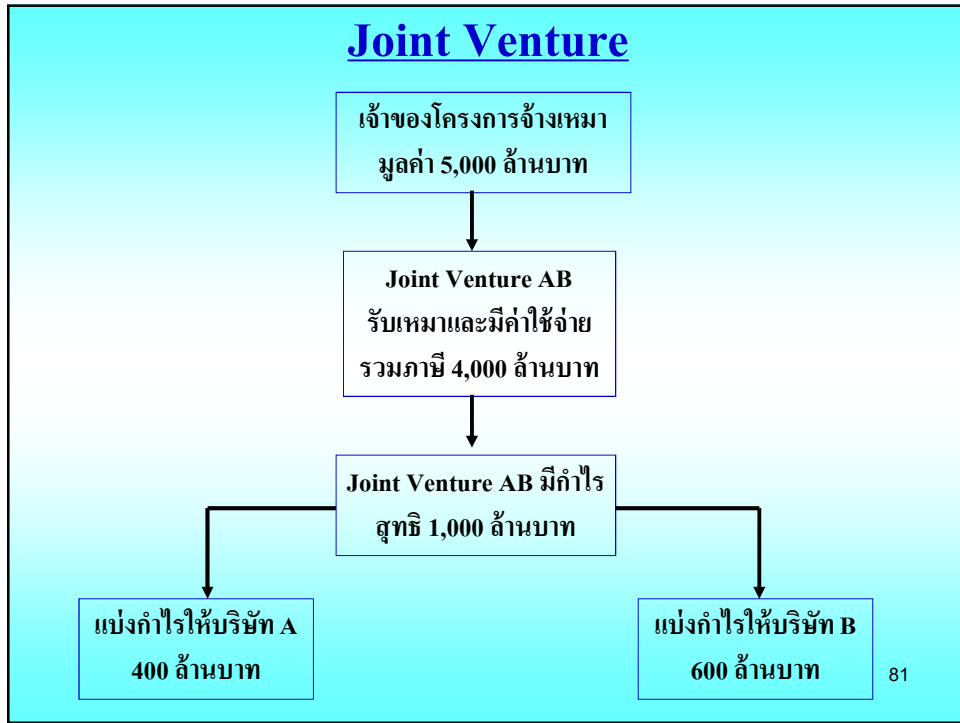 Joint Venture
เจ้าของโครงการจ้างเหมา
มูลค่า 5,000 ล้านบาท
Joint Venture AB
รับเหมาและมีค่าใช้จ่าย
รวมภาษี 4,000 ล้านบาท
Joint Venture AB มีกำไร
สุทธิ 1,000 ล้านบาท
แบ่งกำไรให้บริษัท A
400 ล้านบาท
แบ่งกำไรให้บริษัท B
600 ล้านบาท
81